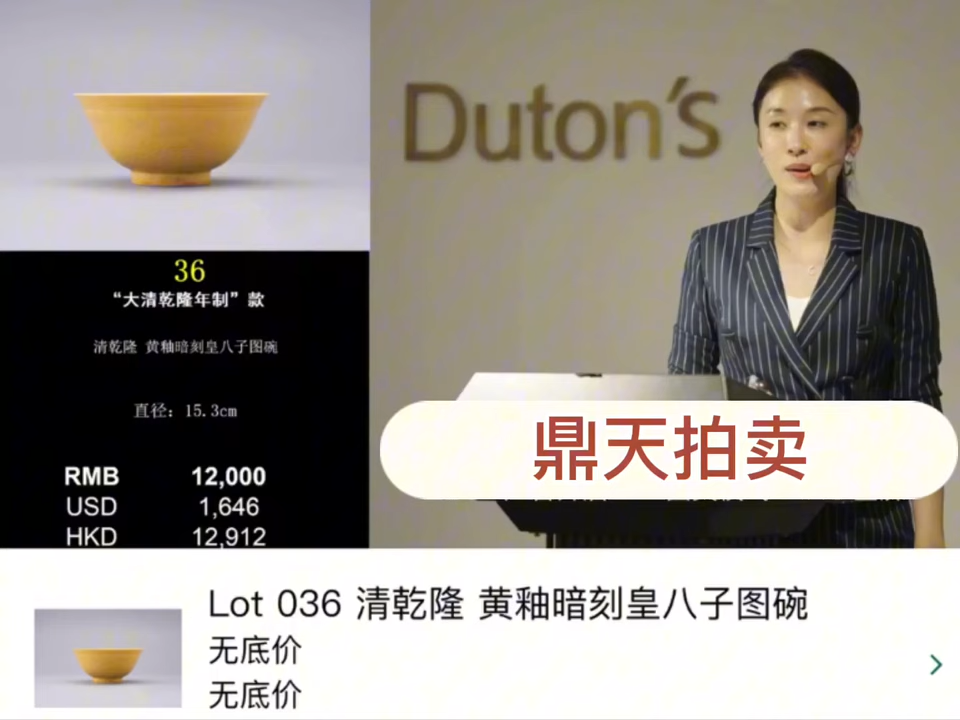 Duton's
36
“大清乾隆年制”款
清乾隆 黄釉暗刻皇八子图碗
直径：15.3cm
RMB 12,000
USD 1,646
HKD 12,912
鼎天拍卖
Lot 036 清乾隆 黄釉暗刻皇八子图碗
无底价
无底价